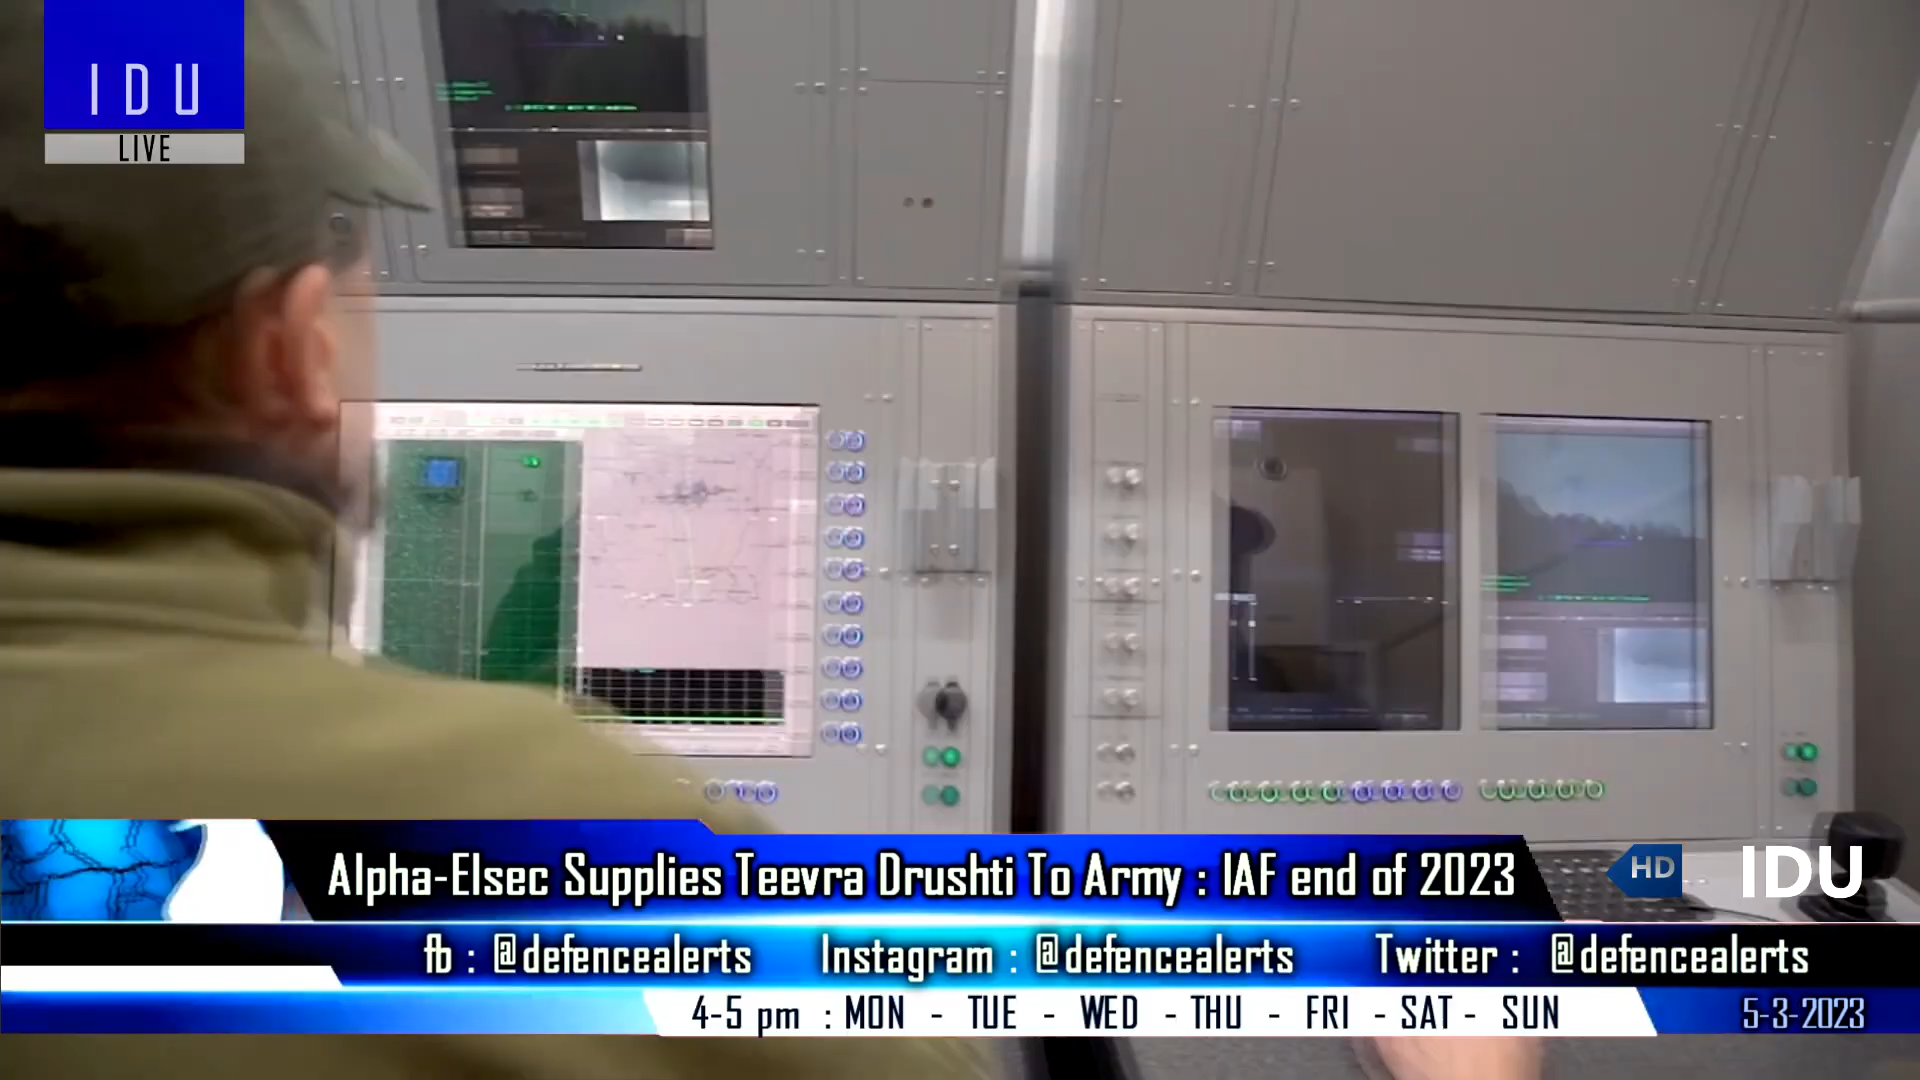 IDU
LIVE
Alpha-Elsec Supplies Teevra Drushti To Army : IAF end of 2023
HD
IDU
fb : @defencealerts Instagram : @defencealerts Twitter : @defencealerts
4-5 pm : MON - TUE - WED - THU - FRI - SAT - SUN
5-3-2023